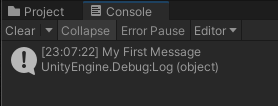 Project Console
Clear Collapse Error Pause Editor
[23:07:22] My First Message
UnityEngine.Debug:Log (object)